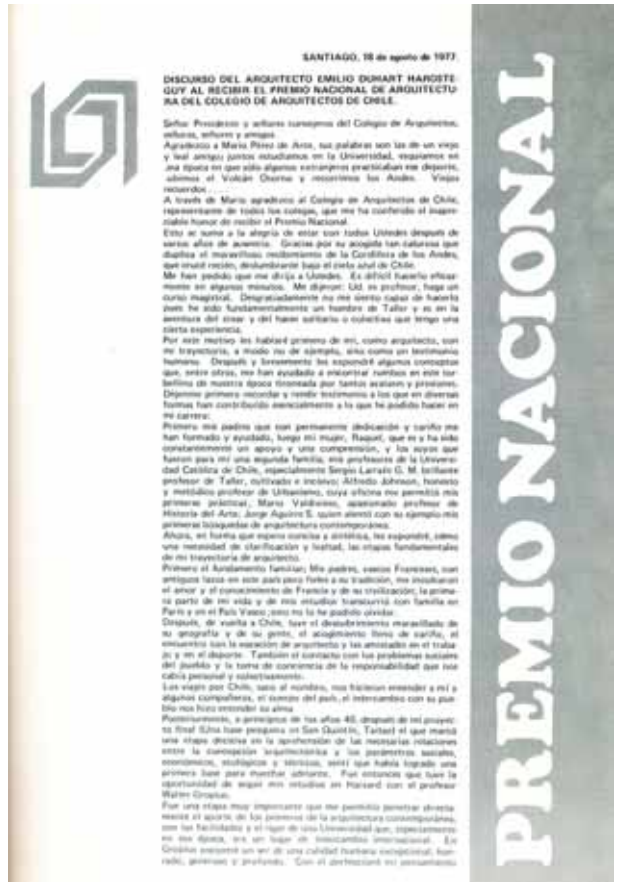 SANTIAGO, 18 de agosto de 1977.
DISCURSO DEL ARQUITECTO EMILIO DUHART HAROSTE-
GUY AL RECIBIR EL PREMIO NACIONAL DE ARQUITECTU-
RA DEL COLEGIO DE ARQUITECTOS DE CHILE.
Señor Presidente y señores consejeros del Colegio de Arquitectos,
señoras, señores y amigos
Agradezco a Mario Pérez de Arce, sus palabras son las de un viejo
y leal amigo; juntos estudiamos en la Universidad, esquiamos en
una época en que sólo algunos extranjeros practicaban ese deporte,
subimos el Volcán Osorno y recorrimos los Andes. Viejos
recuerdos . . .
A través de Mario agradezco al Colegio de Arquitectos de Chile,
representante de todos los colegas, que me ha conferido el inapre-
ciable honor de recibir el Premio Nacional.
Esto se suma a la alegría de estar con todos Ustedes después de
varios años de ausencia. Gracias por su acogida tan calurosa que
duplica el maravilloso recibimiento de la Cordillera de los Andes,
que crucé recién, deslumbrante bajo el cielo azul de Chile.
Me han pedido que me dirija a Ustedes. Es difícil hacerlo eficaz-
mente en algunos minutos. Me dijeron: Ud. es profesor, haga un
curso magistral. Desgraciadamente no me siento capaz de hacerlo
pues he sido fundamentalmente un hombre de Taller y es en la
aventura del crear y del hacer solitario o colectivo que tengo una
cierta experiencia.
Por este motivo les hablaré primero de mí, como arquitecto, con
mi trayectoria, a modo no de ejemplo, sino como un testimonio
humano. Después y brevemente les expondré algunos conceptos
que, entre otros, me han ayudado a encontrar rumbos en este tor-
bellino de nuestra época tironeada por tantos avatares y presiones.
Déjenme primero recordar y rendir testimonio a los que en diversas
formas han contribuido esencialmente a lo que he podido hacer en
mi carrera:
Primero mis padres que con permanente dedicación y cariño me
han formado y ayudado, luego mi mujer, Raquel, que es y ha sido
constantemente un apoyo y una comprensión, y los suyos que
fueron para mí una segunda familia, mis profesores de la Universi-
dad Católica de Chile, especialmente Sergio Larraín G. M. brillante
profesor de Taller, cultivado e incisivo; Alfredo Johnson, honesto
y metódico profesor de Urbanismo, cuya oficina me permitió mis
primeras prácticas, Mario Valdivieso, apasionado profesor de
Historia del Arte; Jorge Aguirre S. quien alentó con su ejemplo mis
primeras búsquedas de arquitectura contemporánea.
Ahora, en forma que espero concisa y sintética, les expondré, como
una necesidad de clarificación y lealtad, las etapas fundamentales
de mi trayectoria de arquitecto.
Primero el fundamento familiar; Mis padres, vascos Franceses, con
antiguos lazos en este país pero fieles a su tradición, me inculcaron
el amor y el conocimiento de Francia y de su civilización; la prime-
ra parte de mi vida y de mis estudios transcurrió con familia en
París y en el País Vasco; esto no lo he podido olvidar.
Después, de vuelta a Chile, tuve el descubrimiento maravillado de
su geografía y de su gente, el acogimiento lleno de cariño, el
encuentro con la vocación de arquitecto y las amistades en el traba-
jo y en el deporte. También el contacto con los problemas sociales
del pueblo y la toma de conciencia de la responsabilidad que nos
cabía personal y colectivamente.
Los viajes por Chile, saco al hombro, nos hicieron entender a mí y
algunos compañeros, el cuerpo del país, el intercambio con su pue-
blo nos hizo entender su alma.
Posteriormente, a principios de los años 40, después de mi proyec-
to final (Una base pesquera en San Quintín, Taitao) el que marcó
una etapa decisiva en la aprehensión de las necesarias relaciones
entre la concepción arquitectónica y los parámetros sociales,
económicos, ecológicos y técnicos, sentí que había logrado una
primera base para marchar adelante. Fue entonces que tuve la
oportunidad de seguir mis estudios en Harvard con el profesor
Walter Gropius.
Fue una etapa muy importante que me permitió penetrar directa-
mente el aporte de los pioneros de la arquitectura contemporánea,
con las facilidades y el rigor de una Universidad que, especialmente
en esa época, era un lugar de intercambio internacional. En
Gropius encontré un ser de una calidad humana excepcional, hon-
rado, generoso y profundo. Con él perfeccioné mi pensamiento
PREMIO NACIONAL